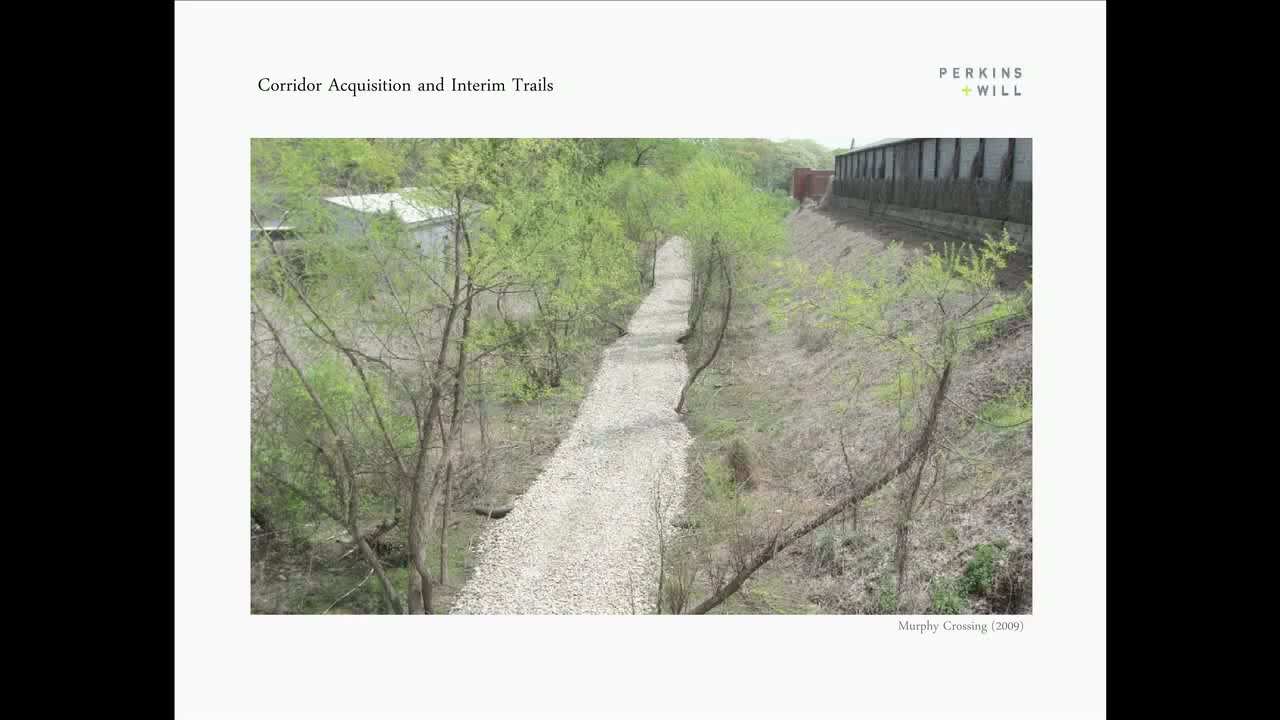 Corridor Acquisition and Interim Trails
PERKINS
+WILL
Murphy Crossing (2009)